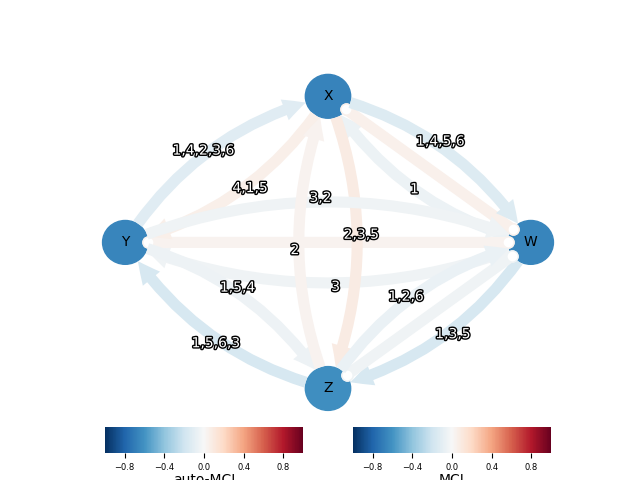 X
1,4,2,3,6
1,4,5,6
4,1,5
1
3,2
2,3,5
Y
W
2
1,5,4
3
1,2,6
1,5,6,3
1,3,5
Z
−0.8 −0.4 0.0 0.4 0.8
−0.8 −0.4 0.0 0.4 0.8
auto-MCI
MCI